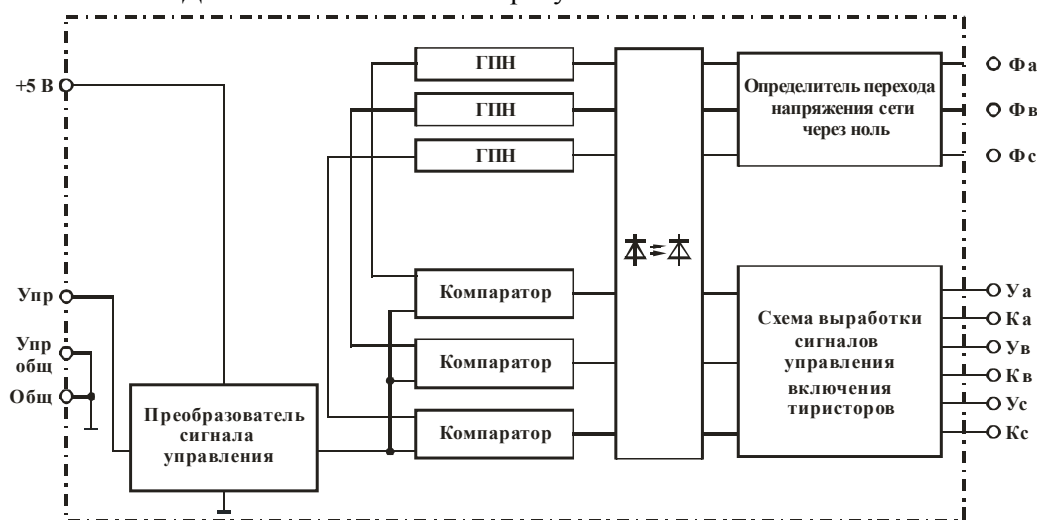 +5 В
Упр
Упр
общ
Общ
Преобразователь
сигнала
управления
ГПН
ГПН
ГПН
Компаратор
Компаратор
Компаратор
Определитель перехода
напряжения сети
через ноль
Схема выработки
сигналов
управления
включения
тиристоров
Фа
Фв
Фс
Уа
Ка
Ув
Кв
Ус
Кс